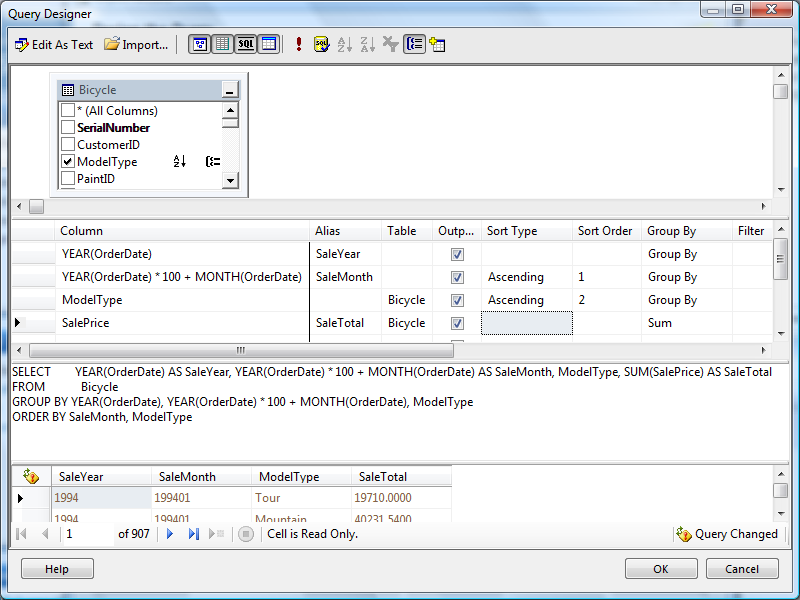 Query Designer
Edit As Text Import... SQL
Bicycle
* (All Columns)
SerialNumber
CustomerID
ModelType
PaintID
Column Alias Table Outp... Sort Type Sort Order Group By Filter
YEAR(OrderDate) SaleYear Group By
YEAR(OrderDate) * 100 + MONTH(OrderDate) SaleMonth Ascending 1 Group By
ModelType Bicycle Ascending 2 Group By
SalePrice SaleTotal Bicycle Sum
SELECT YEAR(OrderDate) AS SaleYear, YEAR(OrderDate) * 100 + MONTH(OrderDate) AS SaleMonth, ModelType, SUM(SalePrice) AS SaleTotal
FROM Bicycle
GROUP BY YEAR(OrderDate), YEAR(OrderDate) * 100 + MONTH(OrderDate), ModelType
ORDER BY SaleMonth, ModelType
SaleYear SaleMonth ModelType SaleTotal
1994 199401 Tour 19710.0000
1994 199401 Mountain 40231.5400
1 of 907 Cell is Read Only. Query Changed
Help OK Cancel